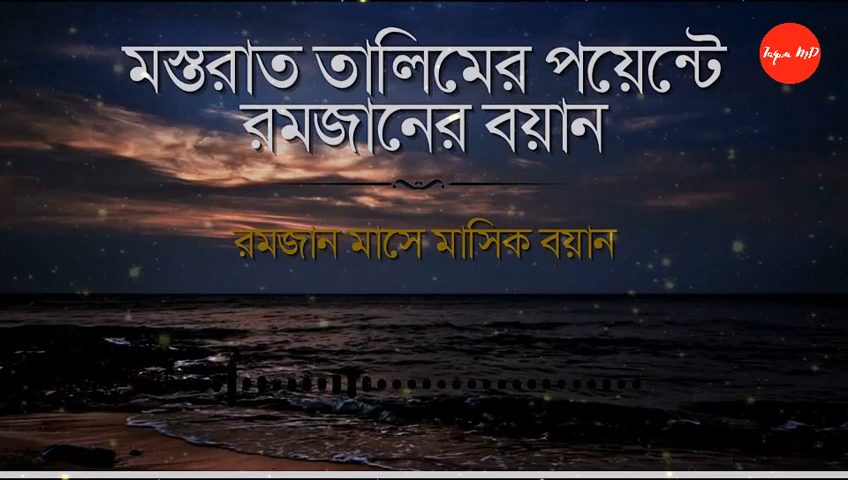 মস্তুরাত তালিমের পয়েন্টে
রমজানের বয়ান
রমজান মাসে মাসিক বয়ান